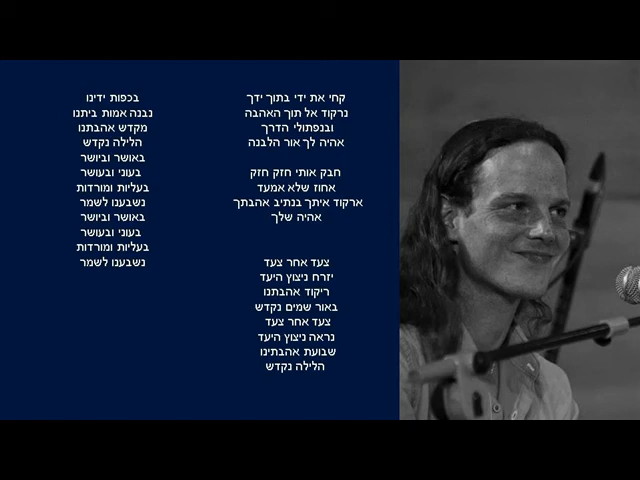 קחי את ידי בתוך ידך
נרקוד אל תוך האהבה
ובנפתולי הדרך
אהיה לך אור הלבנה
חבק אותי חזק חזק
אחוז שלא אמעד
ארקוד איתך בנתיב אהבתך
אהיה שלך
צעד אחר צעד
יזרח ניצוץ היעד
ריקוד אהבתנו
באור שמים נקדש
צעד אחר צעד
נראה ניצוץ היעד
שבועת אהבתינו
הלילה נקדש
בכפות ידינו
נבנה אמות ביתנו
מקדש אהבתנו
הלילה נקדש
באושר וביושר
בעוני ובעושר
בעליות ומורדות
נשבענו לשמר
באושר וביושר
בעוני ובעושר
בעליות ומורדות
נשבענו לשמר